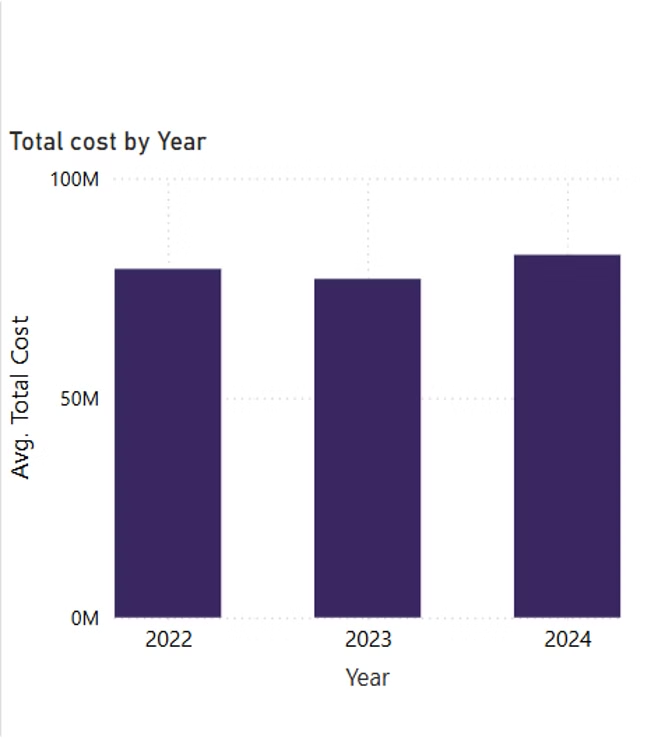 Total cost by Year
100M
50M
0M
Avg. Total Cost
2022 2023 2024
Year